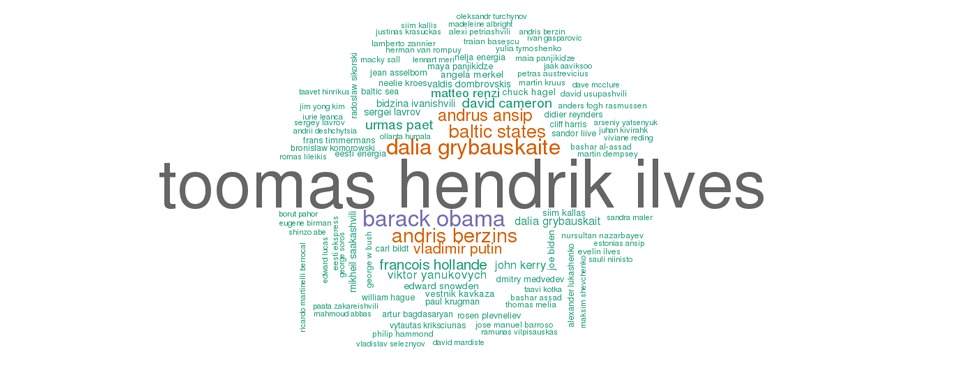 oleksandr turchynov
siim kallis
madeleine albright
justinas krasuckas
alexi petriashvili
andris berzin
lamberto zannier
traian basescu
ivan gasparovic
herman van rompuy
yulia tymoshenko
macky sall
lennart meri
nelja energia
maia panjikidze
radoslaw sikorski
maya panjikidze
jaak aaviksoo
jean asselborn
angela merkel
petras austrevicius
neelie kroes
valdis dombrovskis
martin kruus
dave mcclure
taavet hinrikus
baltic sea
matteo renzi
chuck hagel
david usupashvili
jim yong kim
bidzina ivanishvili
david cameron
anders fogh rasmussen
iurie leanca
sergei lavrov
andrus ansip
didier reynders
sergey lavrov
urmas paet
cliff harris
arseniy yatsenyuk
andrii deshchytsia
ollanta humala
baltic states
sandor liive
juhan kivirahk
frans timmermans
viviane reding
bronislaw komorowski
dalia grybauskaite
bashar al-assad
romas lileikis
eesti energia
martin dempsey
toomas hendrik ilves
borut pahor
barack obama
siim kallas
eugene birman
dalia grybauskait
sandra maler
shinzo abe
andris berzins
nursultan nazarbayev
edward lucas
eesti ekspress
george soros
mikheil saakashvili
george w bush
carl bildt
vladimir putin
joe biden
estonias ansip
evelin ilves
sauli niinisto
ricardo martinelli berrocal
francois hollande
john kerry
alexander lukashenko
maksim shevchenko
viktor yanukovych
dmitry medvedev
edward snowden
taavi kotka
william hague
vestnik kavkaza
bashar assad
paata zakareishvili
paul krugman
thomas melia
mahmoud abbas
artur bagdasaryan
rosen plevneliev
vytautas kriksciunas
jose manuel barroso
philip hammond
ramunas vilpisauskas
vladislav seleznyov
david mardiste